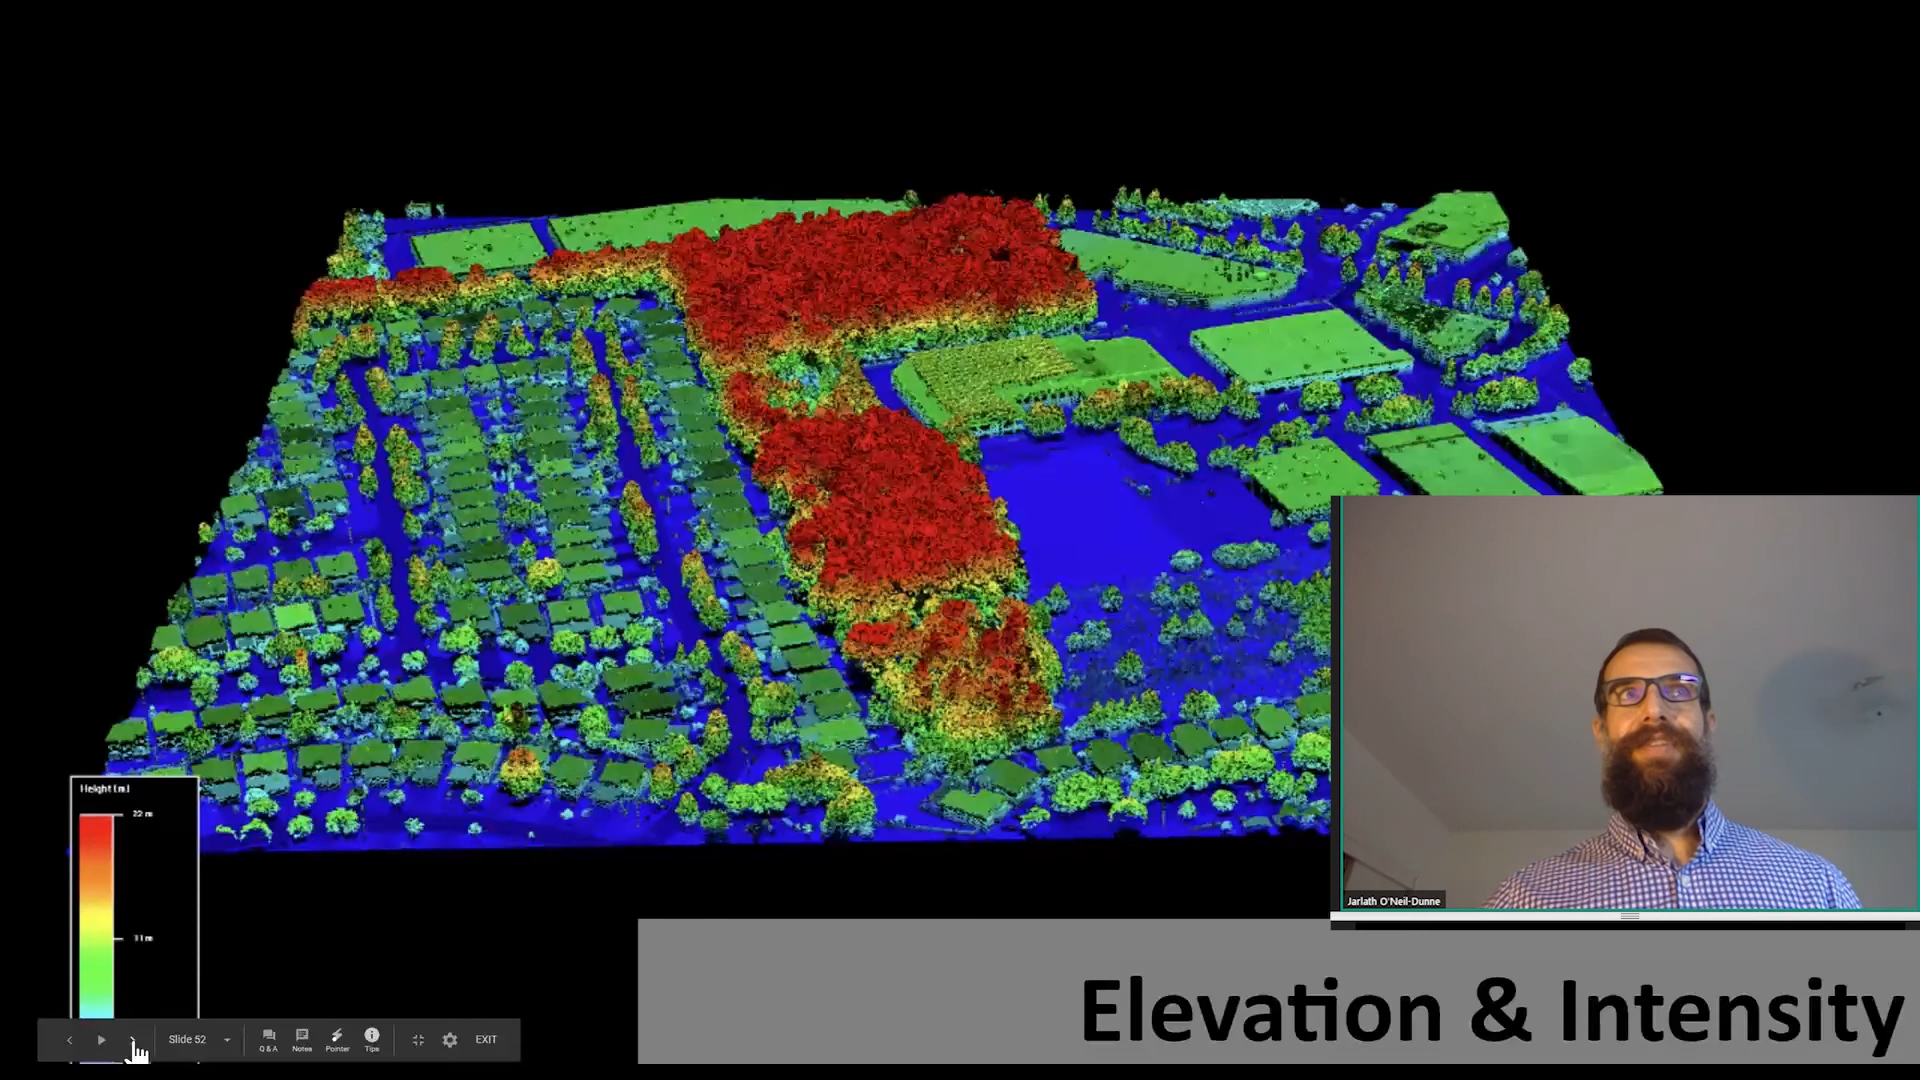 Height [m]
22 m
11 m
Jarlath O'Neil-Dunne
Slide 52
Q & A
Notes
Pointer
Tips
EXIT
Elevation & Intensity